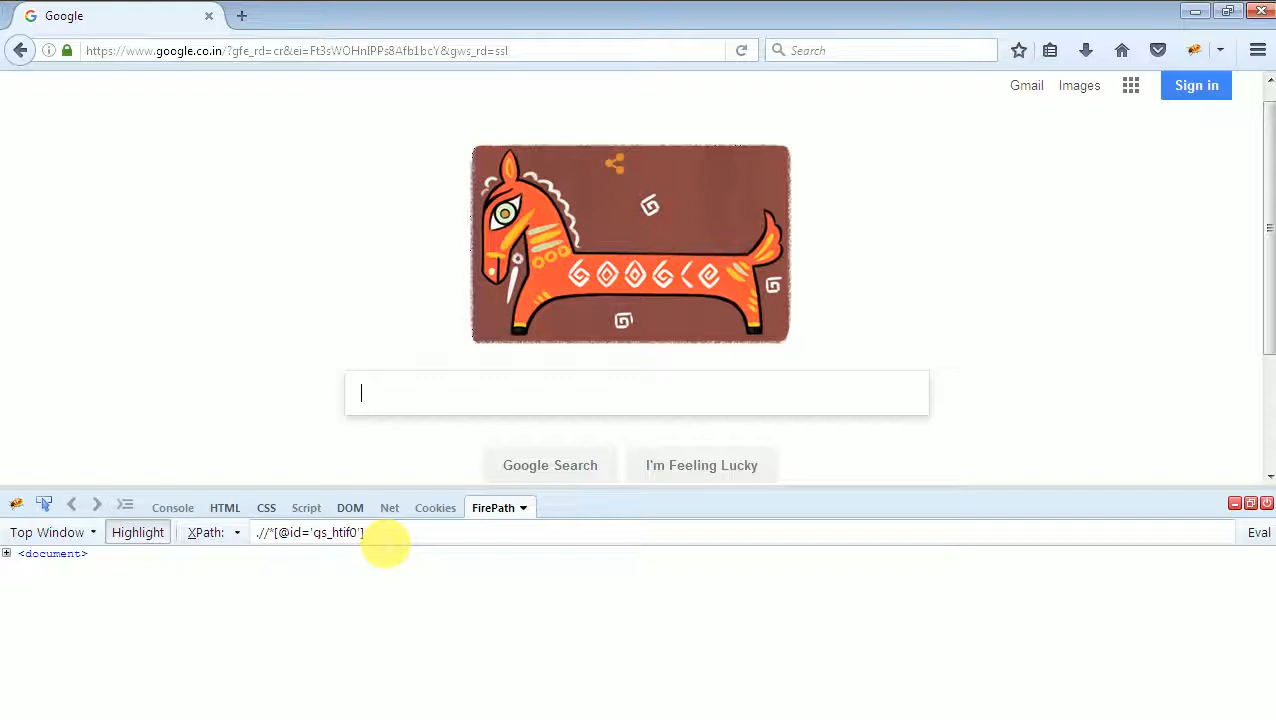 Google
https://www.google.co.in/?gfe_rd=cr&ei=Ft3sWOHnIPPs8Afb1bcY&gws_rd=ssl
Search
Gmail Images Sign in
Google Search I'm Feeling Lucky
Console HTML CSS Script DOM Net Cookies FirePath
Top Window Highlight XPath: .//*[@id='gs_htif0'] Eval
<document>